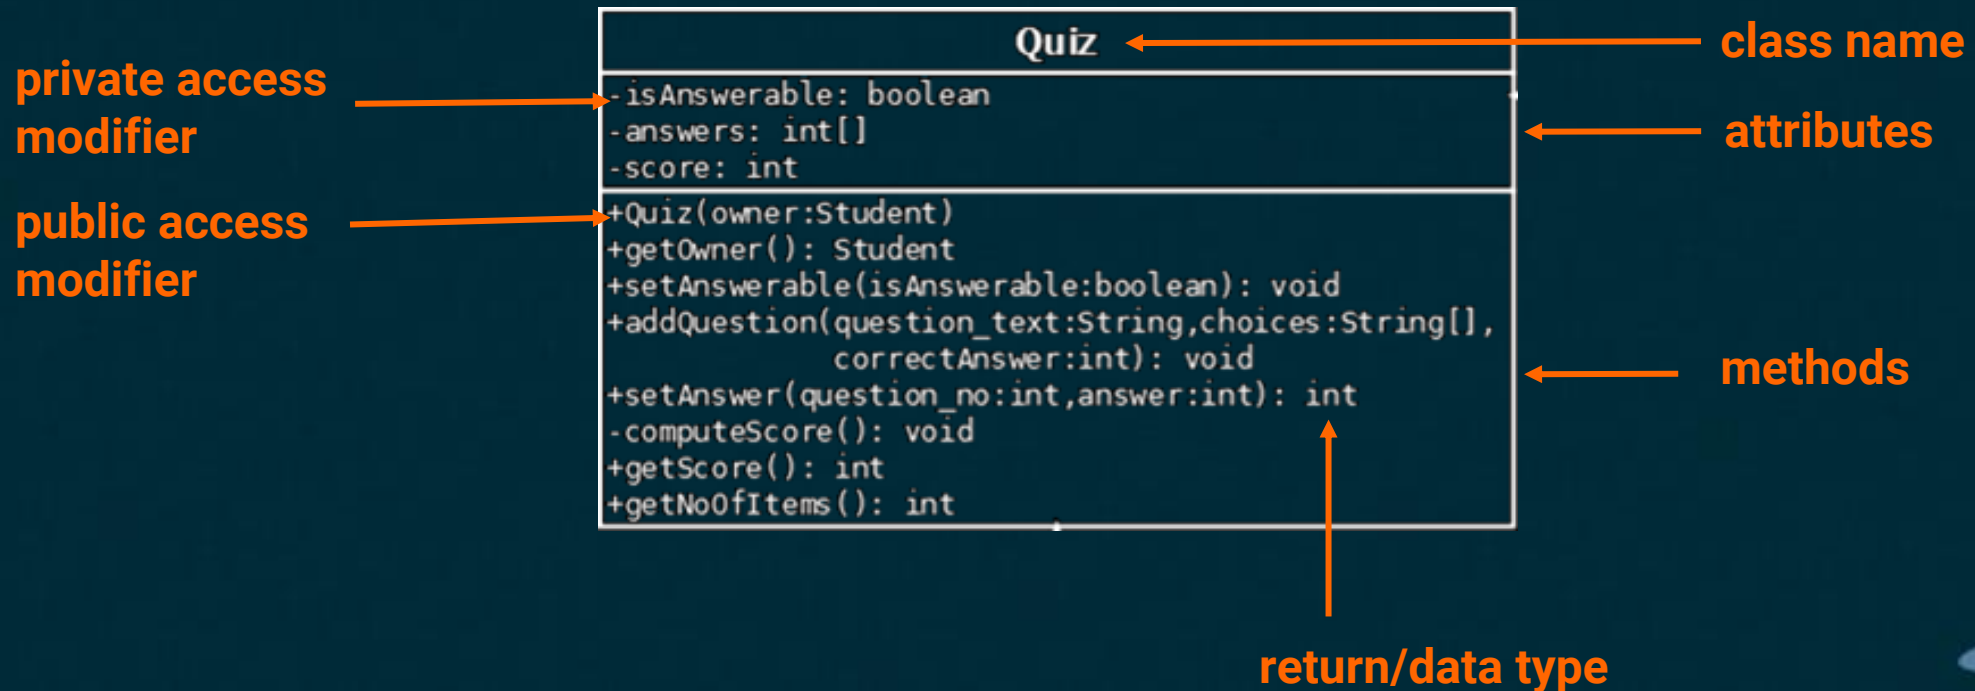 Quiz
class name
private access
modifier
-isAnswerable: boolean
-answers: int[]
-score: int
attributes
public access
modifier
+Quiz(owner:Student)
+getOwner(): Student
+setAnswerable(isAnswerable:boolean): void
+addQuestion(question_text:String,choices:String[],
correctAnswer:int): void
+setAnswer(question_no:int,answer:int): int
-computeScore(): void
+getScore(): int
+getNoOfItems(): int
methods
return/data type